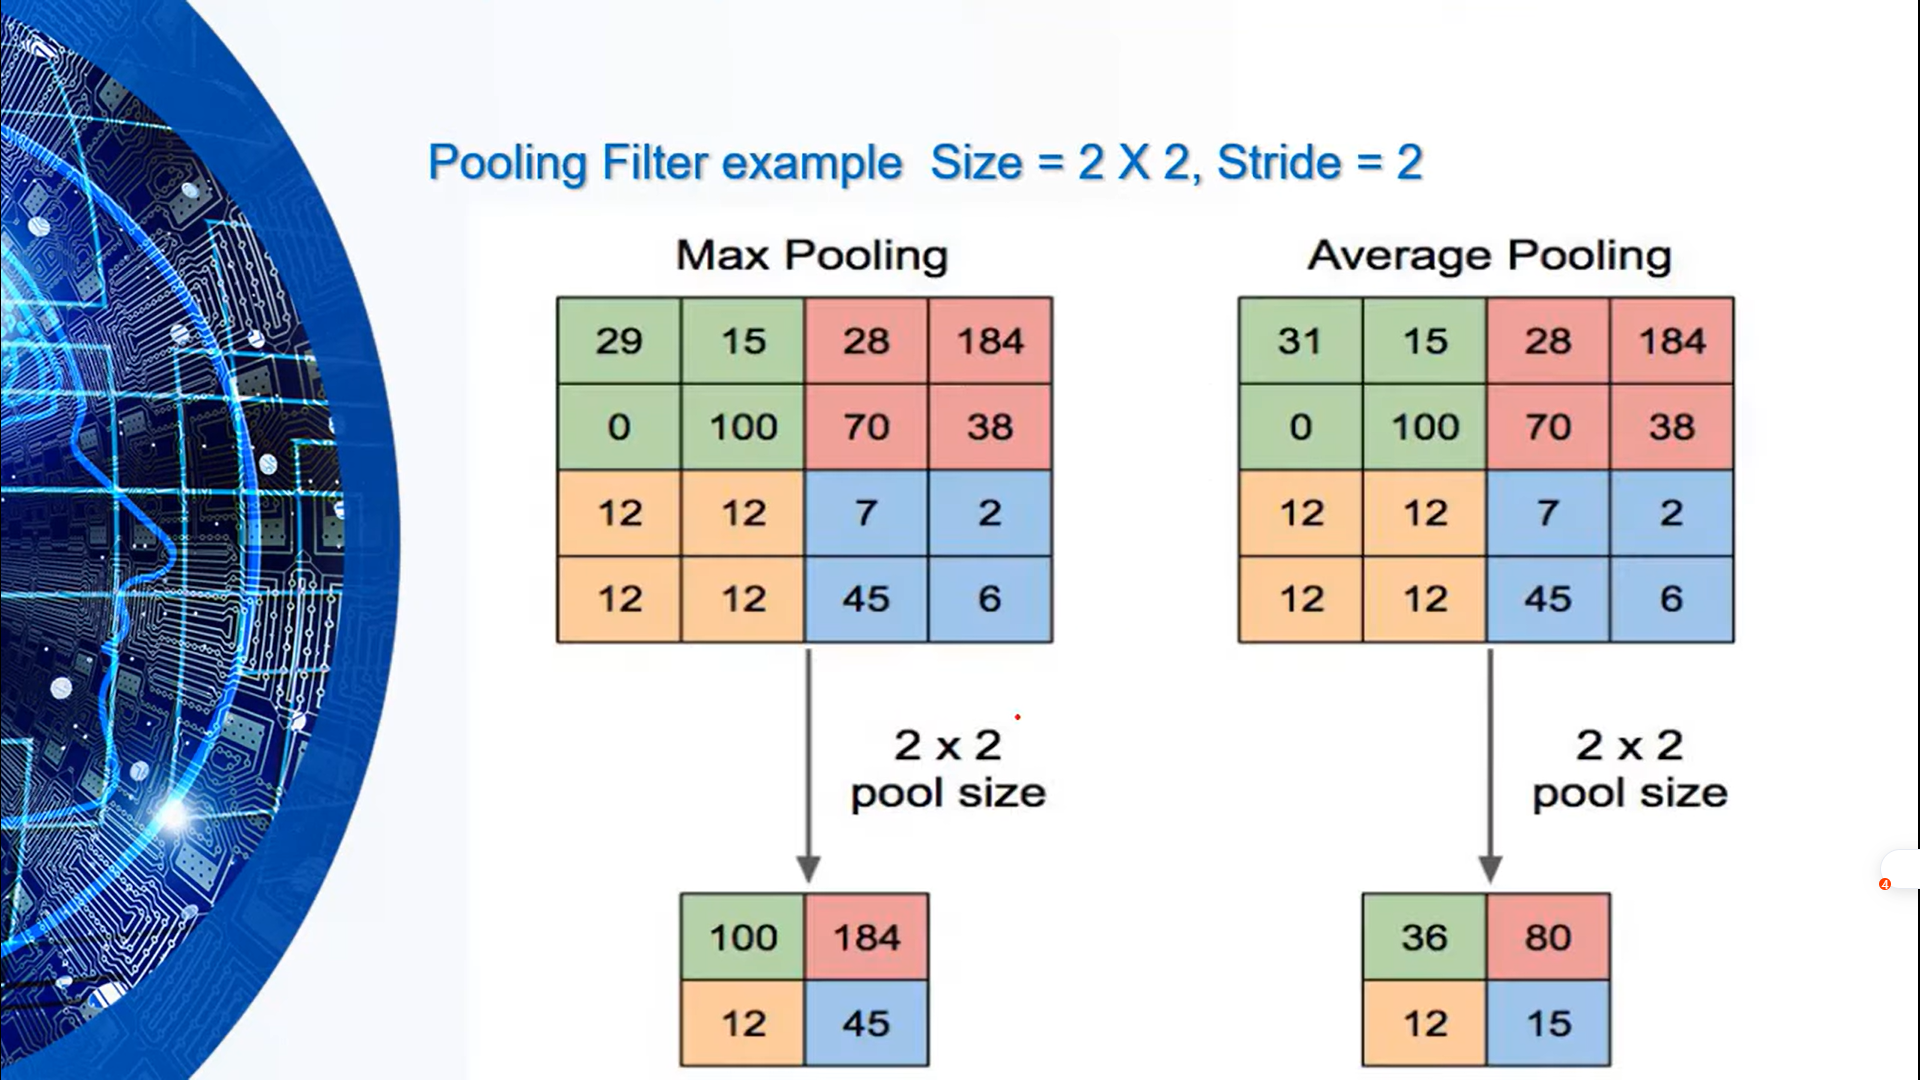 Pooling Filter example Size = 2 X 2, Stride = 2
Max Pooling
29 15 28 184
0 100 70 38
12 12 7 2
12 12 45 6
2 x 2
pool size
100 184
12 45
Average Pooling
31 15 28 184
0 100 70 38
12 12 7 2
12 12 45 6
2 x 2
pool size
36 80
12 15
4